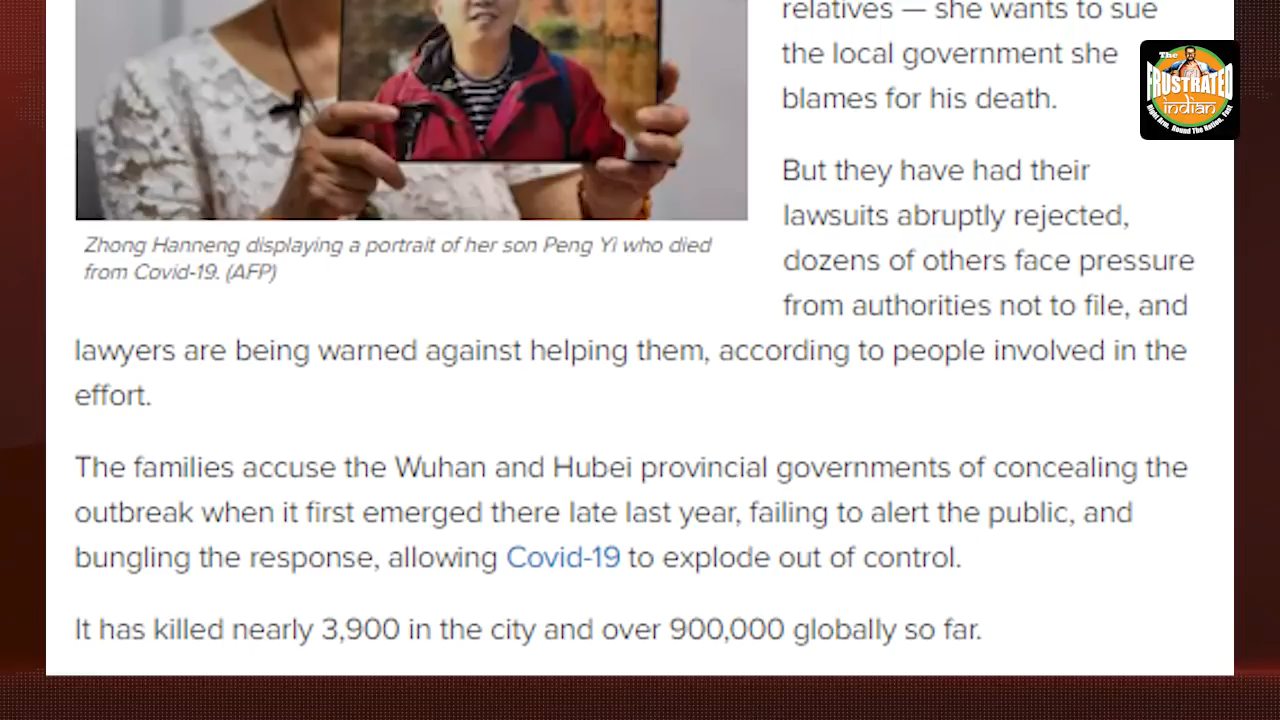 relatives — she wants to sue
the local government she
blames for his death.
The
FRUSTRATED
indian
Right Arm, Round The Nation, Fast
But they have had their
lawsuits abruptly rejected,
dozens of others face pressure
from authorities not to file, and
Zhong Hanneng displaying a portrait of her son Peng Yi who died
from Covid-19. (AFP)
lawyers are being warned against helping them, according to people involved in the
effort.
The families accuse the Wuhan and Hubei provincial governments of concealing the
outbreak when it first emerged there late last year, failing to alert the public, and
bungling the response, allowing Covid-19 to explode out of control.
It has killed nearly 3,900 in the city and over 900,000 globally so far.